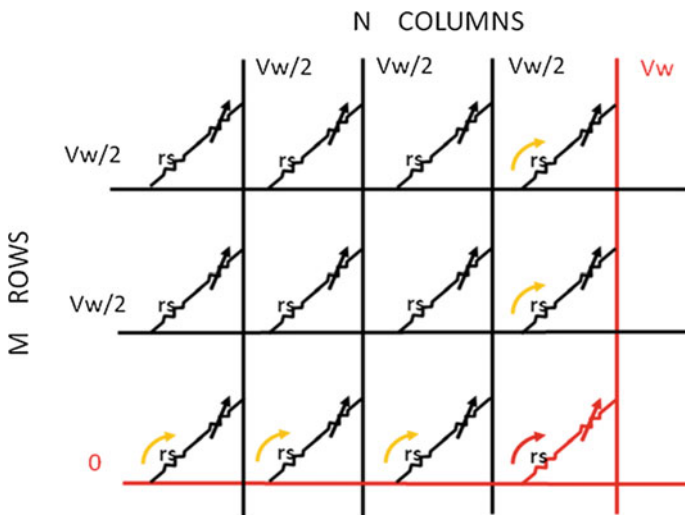 N COLUMNS
Vw/2 Vw/2 Vw/2 Vw
Vw/2
rs rs rs rs
M ROWS
Vw/2
rs rs rs rs
0
rs rs rs rs